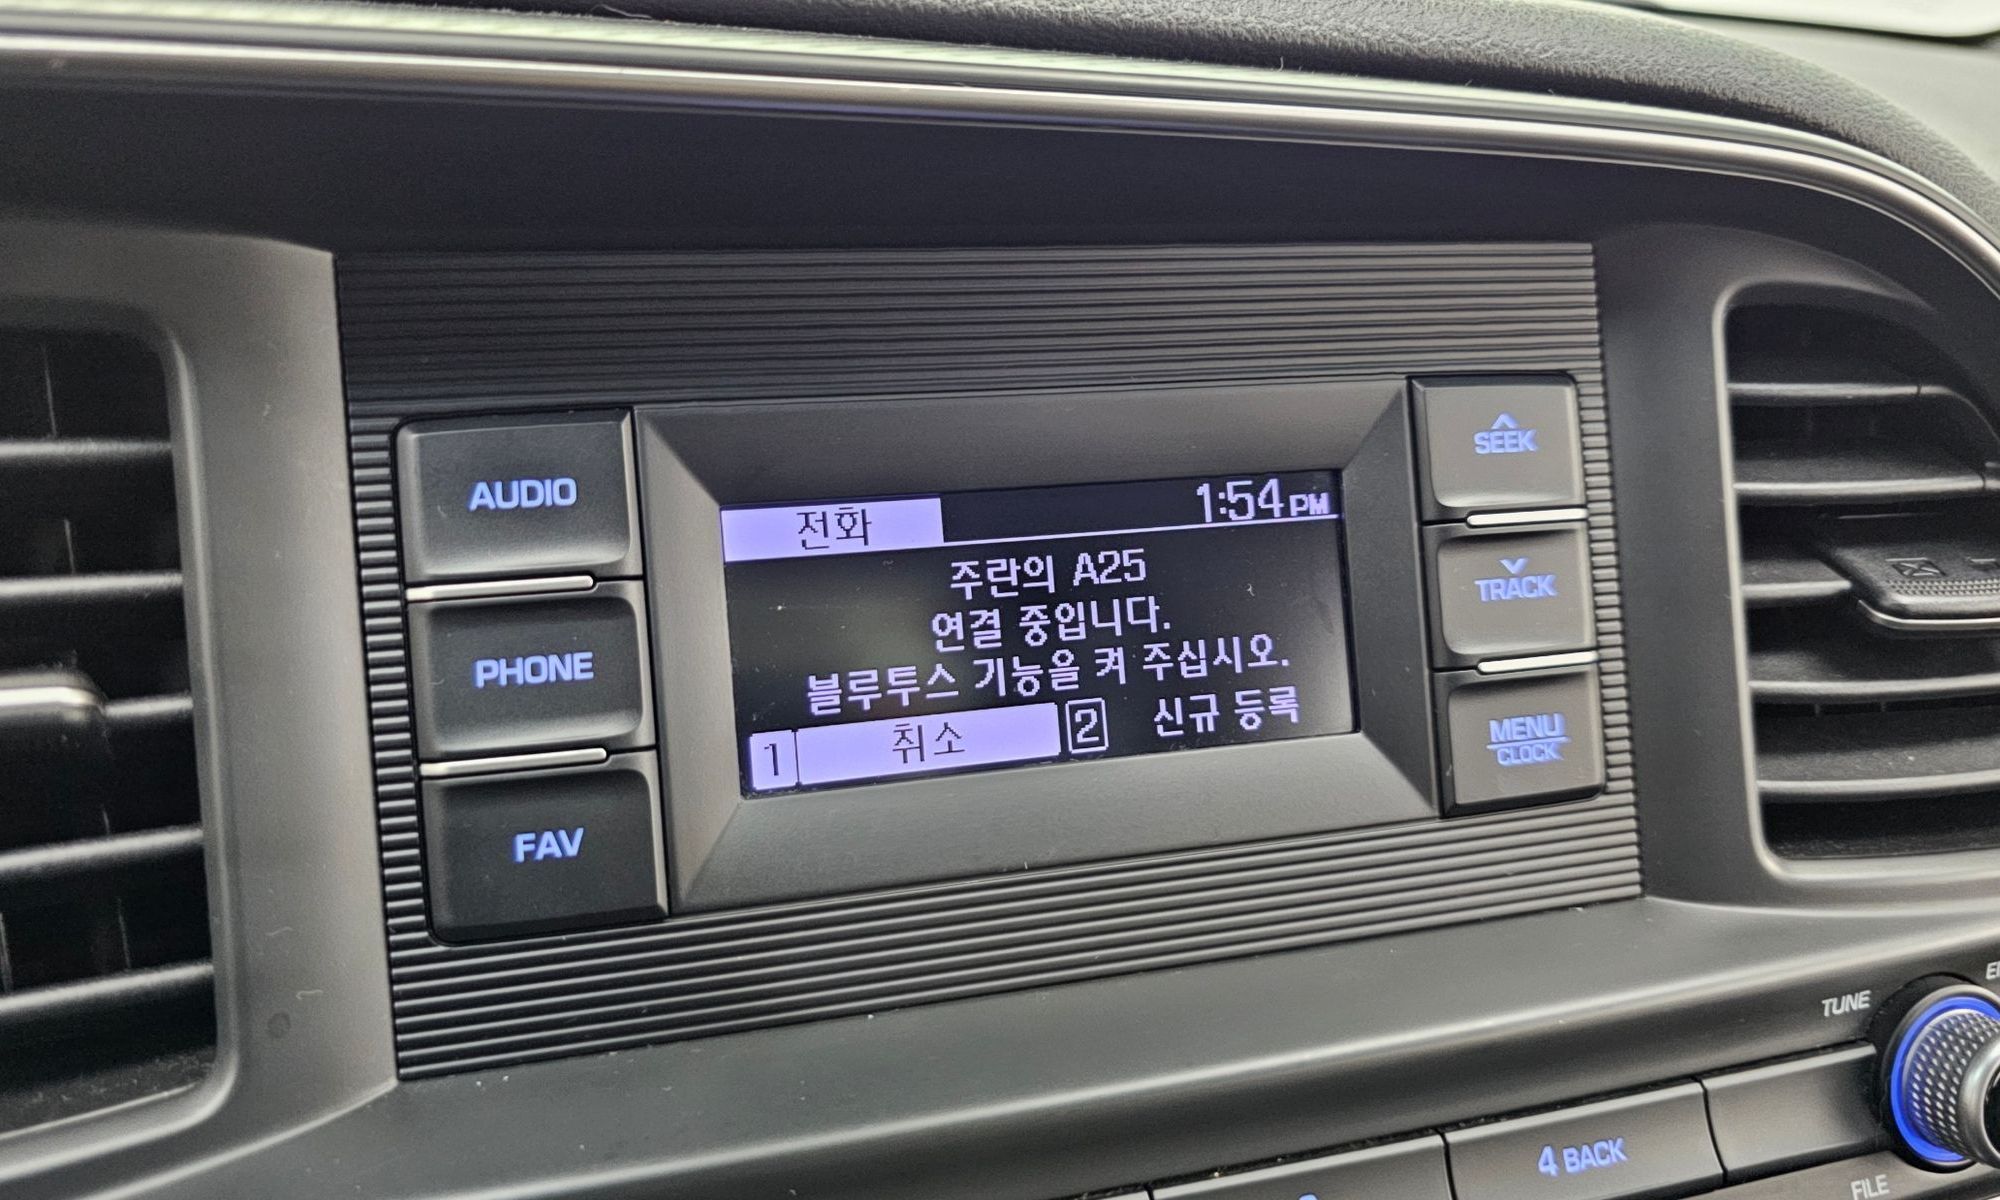 AUDIO
PHONE
FAV
전화 1:54 PM
주란의 A25
연결 중입니다.
블루투스 기능을 켜 주십시오.
1 취소 2 신규 등록
SEEK
TRACK
MENU
CLOCK
TUNE
4 BACK
FILE